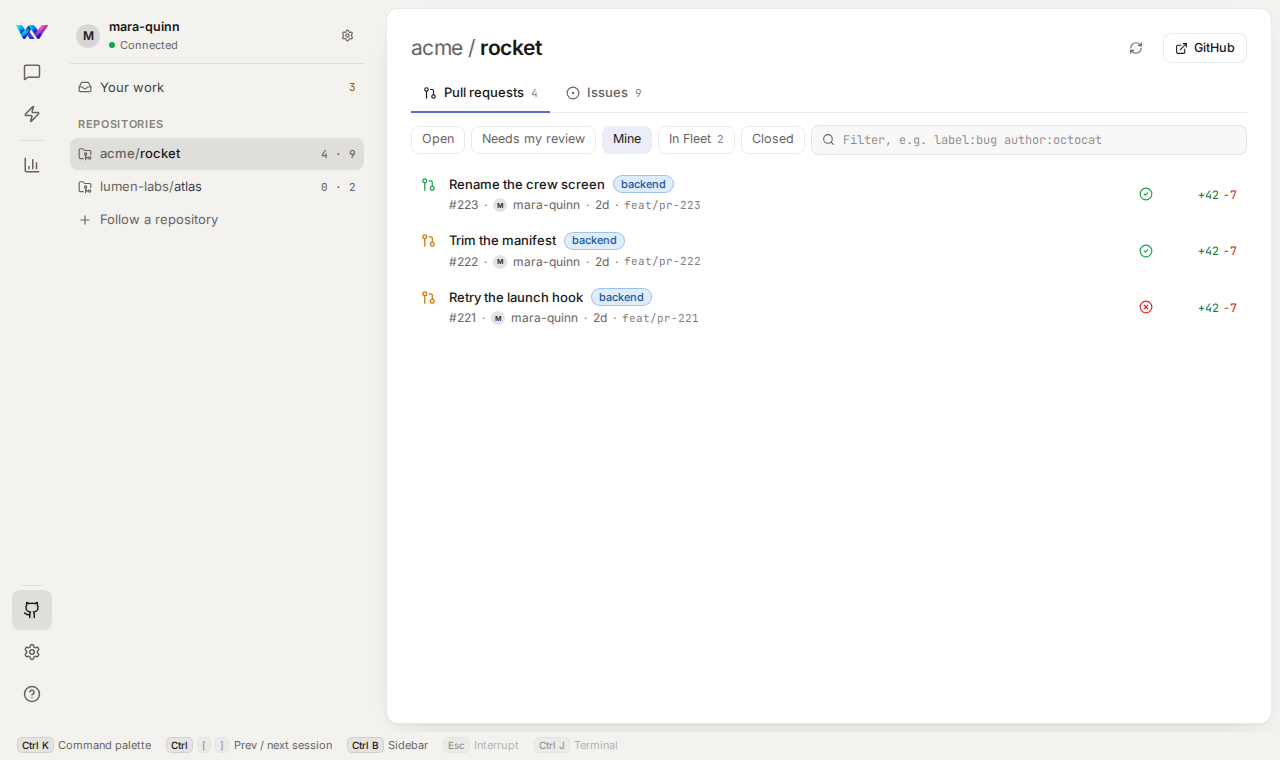 M mara-quinn
Connected
Your work 3
REPOSITORIES
acme/rocket 4 · 9
lumen-labs/atlas 0 · 2
Follow a repository
acme / rocket
GitHub
Pull requests 4 Issues 9
Open Needs my review Mine In Fleet 2 Closed Filter, e.g. label:bug author:octocat
Rename the crew screen backend
#223 · M mara-quinn · 2d · feat/pr-223
+42 -7
Trim the manifest backend
#222 · M mara-quinn · 2d · feat/pr-222
+42 -7
Retry the launch hook backend
#221 · M mara-quinn · 2d · feat/pr-221
+42 -7
Ctrl K Command palette Ctrl [ ] Prev / next session Ctrl B Sidebar Esc Interrupt Ctrl J Terminal